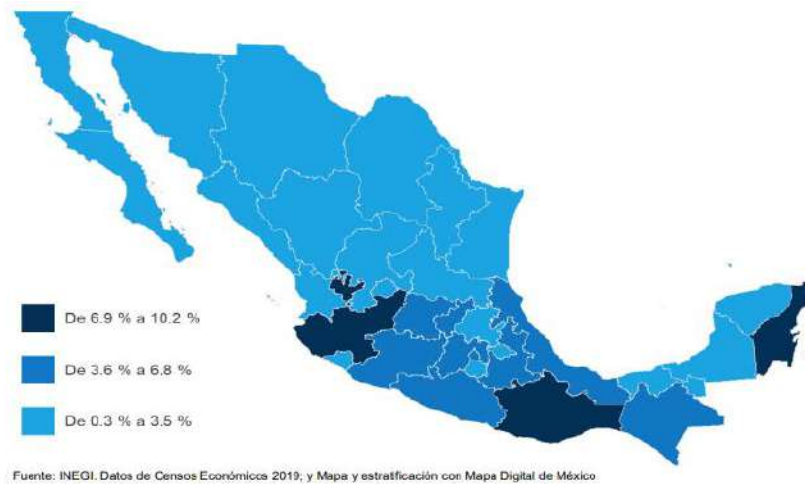 De 6.9 % a 10.2 %
De 3.6 % a 6.8 %
De 0.3 % a 3.5 %
Fuente: INEGI. Datos de Censos Económicos 2019; y Mapa y estratificación con Mapa Digital de México